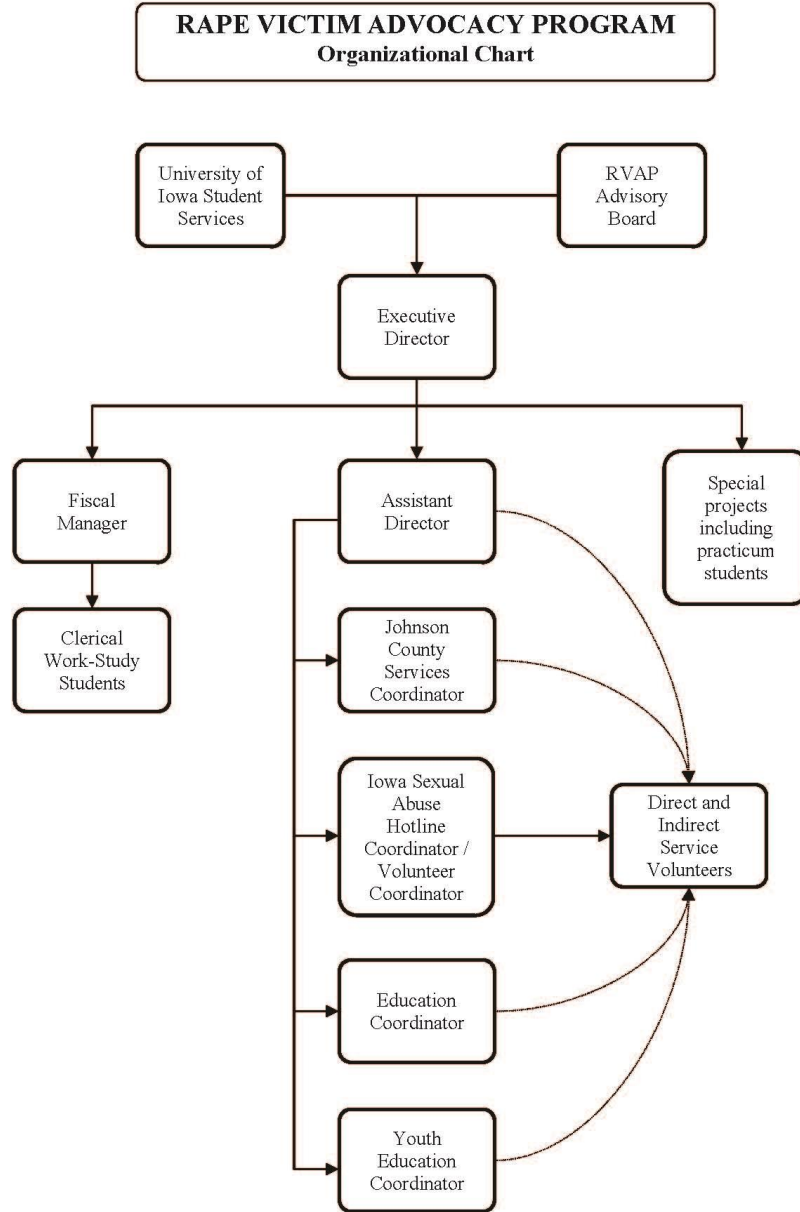 RAPE VICTIM ADVOCACY PROGRAM
Organizational Chart
University of
Iowa Student
Services
RVAP
Advisory
Board
Executive
Director
Fiscal
Manager
Assistant
Director
Special
projects
including
practicum
students
Clerical
Work-Study
Students
Johnson
County
Services
Coordinator
Iowa Sexual
Abuse
Hotline
Coordinator /
Volunteer
Coordinator
Direct and
Indirect
Service
Volunteers
Education
Coordinator
Youth
Education
Coordinator